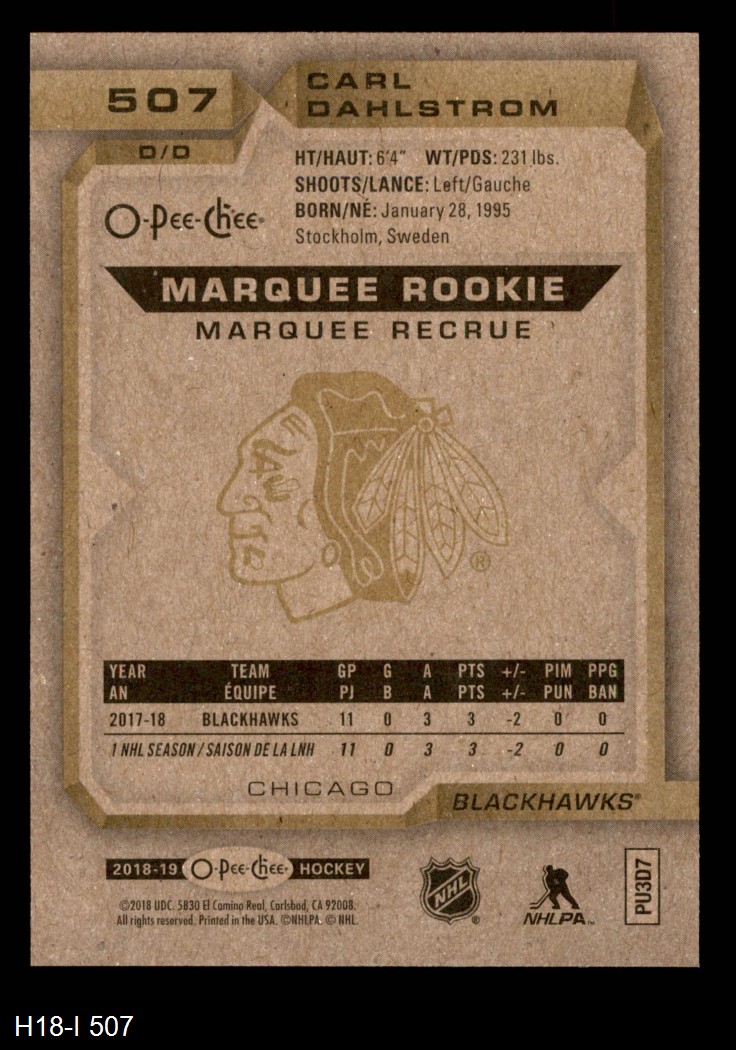 507
CARL
DAHLSTROM
D/D
HT/HAUT: 6'4" WT/PDS: 231 lbs.
SHOOTS/LANCE: Left/Gauche
BORN/NÉ: January 28, 1995
Stockholm, Sweden
O-Pee-Chee®
MARQUEE ROOKIE
MARQUEE RECRUE
®
YEAR TEAM GP G A PTS +/- PIM PPG
AN ÉQUIPE PJ B A PTS +/- PUN BAN
2017-18 BLACKHAWKS 11 0 3 3 -2 0 0
1 NHL SEASON / SAISON DE LA LNH 11 0 3 3 -2 0 0
CHICAGO
BLACKHAWKS®
2018-19 O-Pee-Chee® HOCKEY
©2018 UDC. 5830 El Camino Real, Carlsbad, CA 92008.
All rights reserved. Printed in the USA. ©NHLPA. © NHL.
NHL®
NHLPA™
PU3D7
H18-I 507